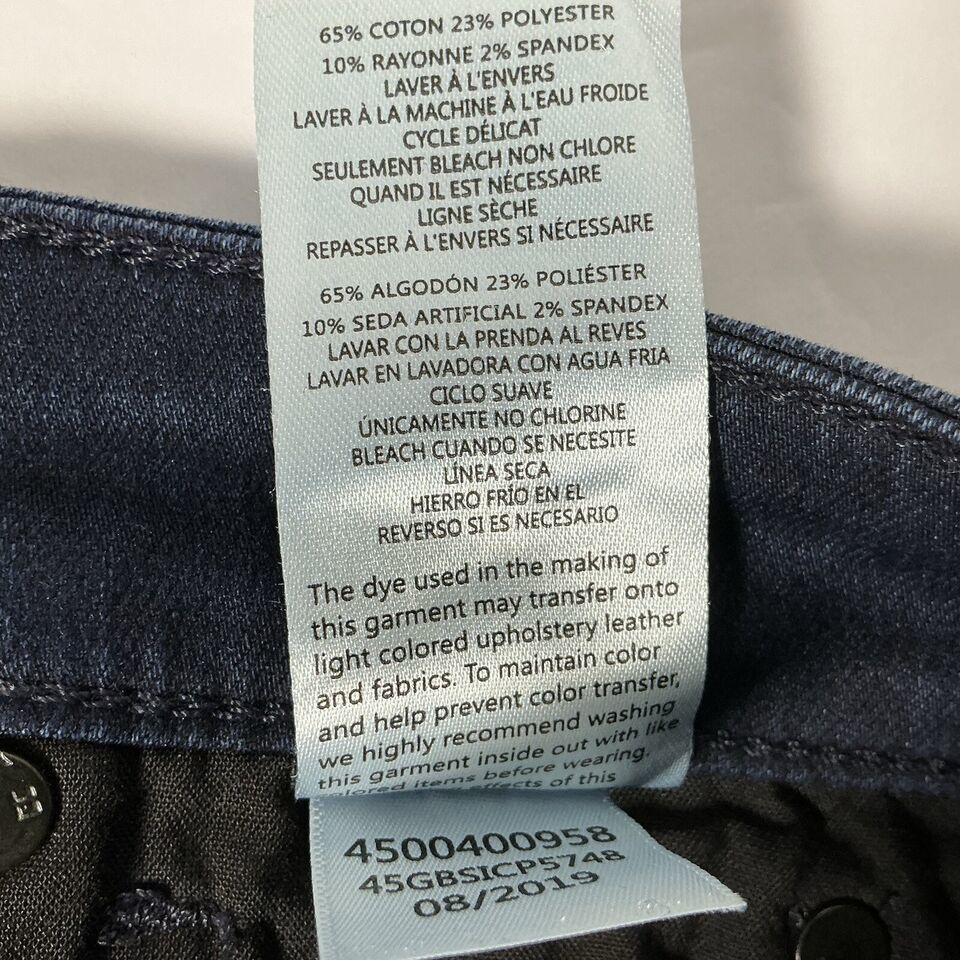 65% COTON 23% POLYESTER
10% RAYONNE 2% SPANDEX
LAVER À L'ENVERS
LAVER À LA MACHINE À L'EAU FROIDE
CYCLE DÉLICAT
SEULEMENT BLEACH NON CHLORE
QUAND IL EST NÉCESSAIRE
LIGNE SÈCHE
REPASSER À L'ENVERS SI NÉCESSAIRE
65% ALGODÓN 23% POLIÉSTER
10% SEDA ARTIFICIAL 2% SPANDEX
LAVAR CON LA PRENDA AL REVES
LAVAR EN LAVADORA CON AGUA FRIA
CICLO SUAVE
ÚNICAMENTE NO CHLORINE
BLEACH CUANDO SE NECESITE
LÍNEA SECA
HIERRO FRÍO EN EL
REVERSO SI ES NECESARIO
The dye used in the making of
this garment may transfer onto
light colored upholstery leather
and fabrics. To maintain color
and help prevent color transfer,
we highly recommend washing
this garment inside out with like
items before wearing.
of this
4500400958
45GBSICP5748
08/2019